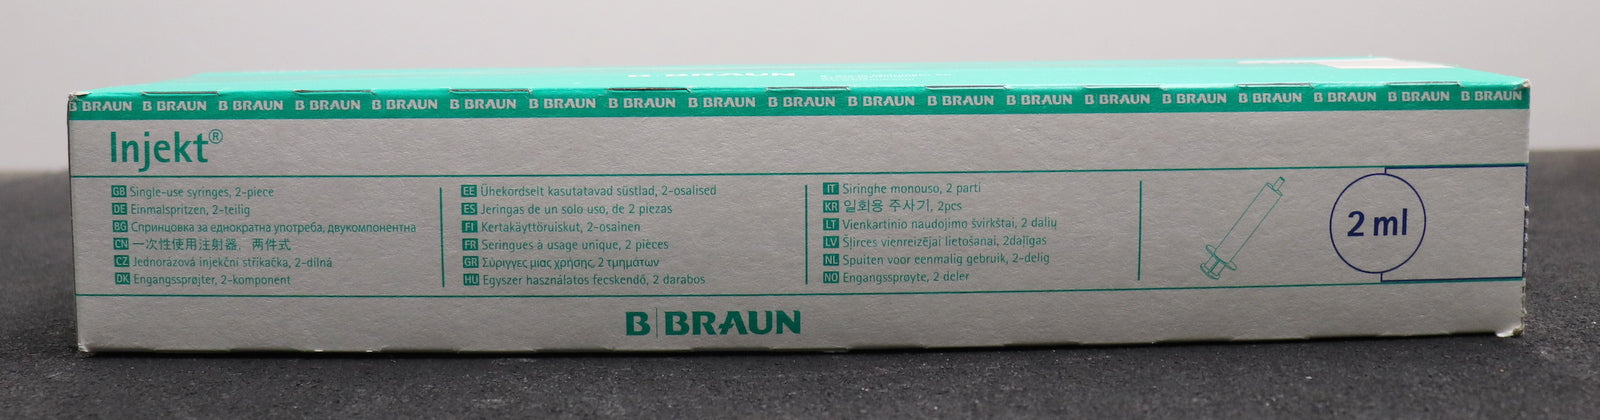 B BRAUN
B BRAUN B BRAUN B BRAUN B BRAUN B BRAUN B BRAUN B BRAUN B BRAUN B BRAUN B BRAUN B BRAUN B BRAUN B BRAUN B BRAUN B BRAUN B BRAUN B BRAUN B BRAUN B BRAUN
Injekt®
GB Single-use syringes, 2-piece
DE Einmalspritzen, 2-teilig
BG Спринцовка за еднократна употреба, двукомпонентна
CN 一次性使用注射器，两件式
CZ Jednorázová injekční stříkačka, 2-dílná
DK Engangssprøjter, 2-komponent
EE Ühekordselt kasutatavad süstlad, 2-osalised
ES Jeringas de un solo uso, de 2 piezas
FI Kertakäyttöruiskut, 2-osainen
FR Seringues à usage unique, 2 pièces
GR Σύριγγες μιας χρήσης, 2 τμημάτων
HU Egyszer használatos fecskendő, 2 darabos
IT Siringhe monouso, 2 parti
KR 일회용 주사기, 2pcs
LT Vienkartinio naudojimo švirkštai, 2 dalių
LV Šļirces vienreizējai lietošanai, 2daļīgas
NL Spuiten voor eenmalig gebruik, 2-delig
NO Engangssprøyte, 2 deler
2 ml
B BRAUN